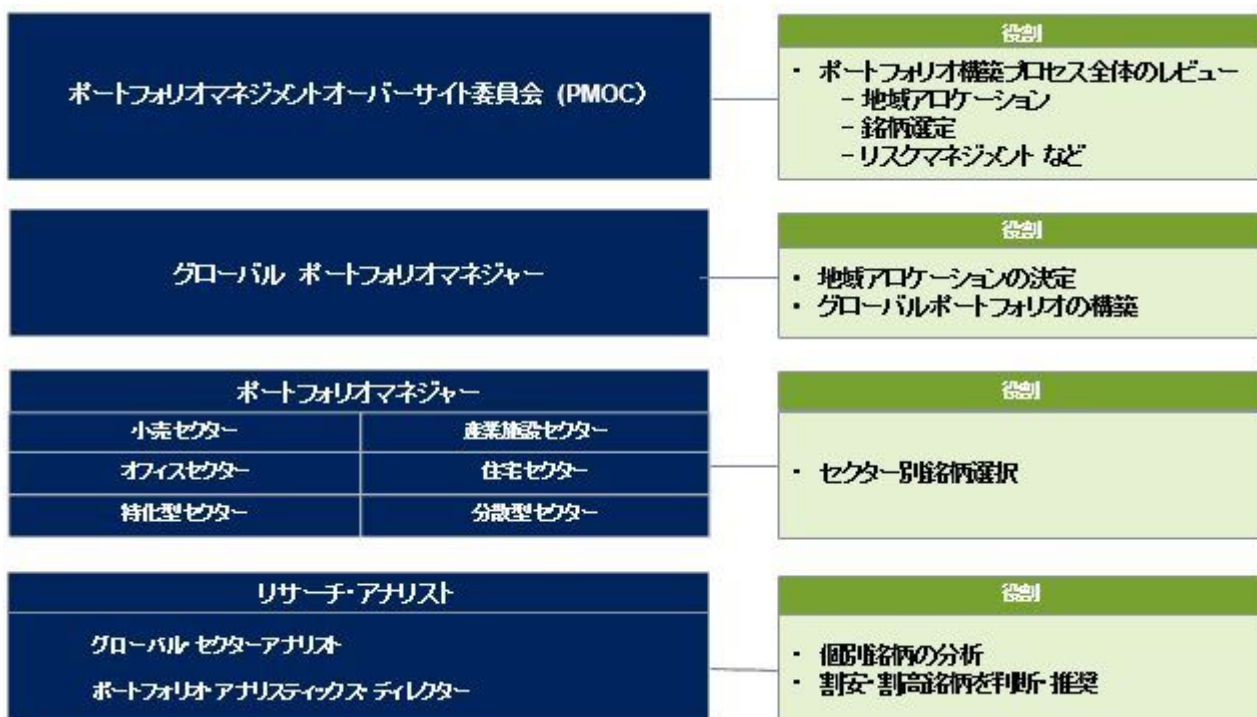 ポートフォリオマネジメントオーバーサイト委員会 (PMOC)
役割
・ ポートフォリオ構築プロセス全体のレビュー
－地域アロケーション
－銘柄選定
－リスクマネジメント など
グローバル ポートフォリオマネジャー
役割
・ 地域アロケーションの決定
・ グローバルポートフォリオの構築
ポートフォリオマネジャー
小売セクター 産業施設セクター
オフィスセクター 住宅セクター
特化型セクター 分散型セクター
役割
・ セクター別銘柄選択
リサーチ・アナリスト
グローバル・セクターアナリスト
ポートフォリオ・アナリスティックス・ディレクター
役割
・ 個別銘柄の分析
・ 割安・割高銘柄を判断・推奨